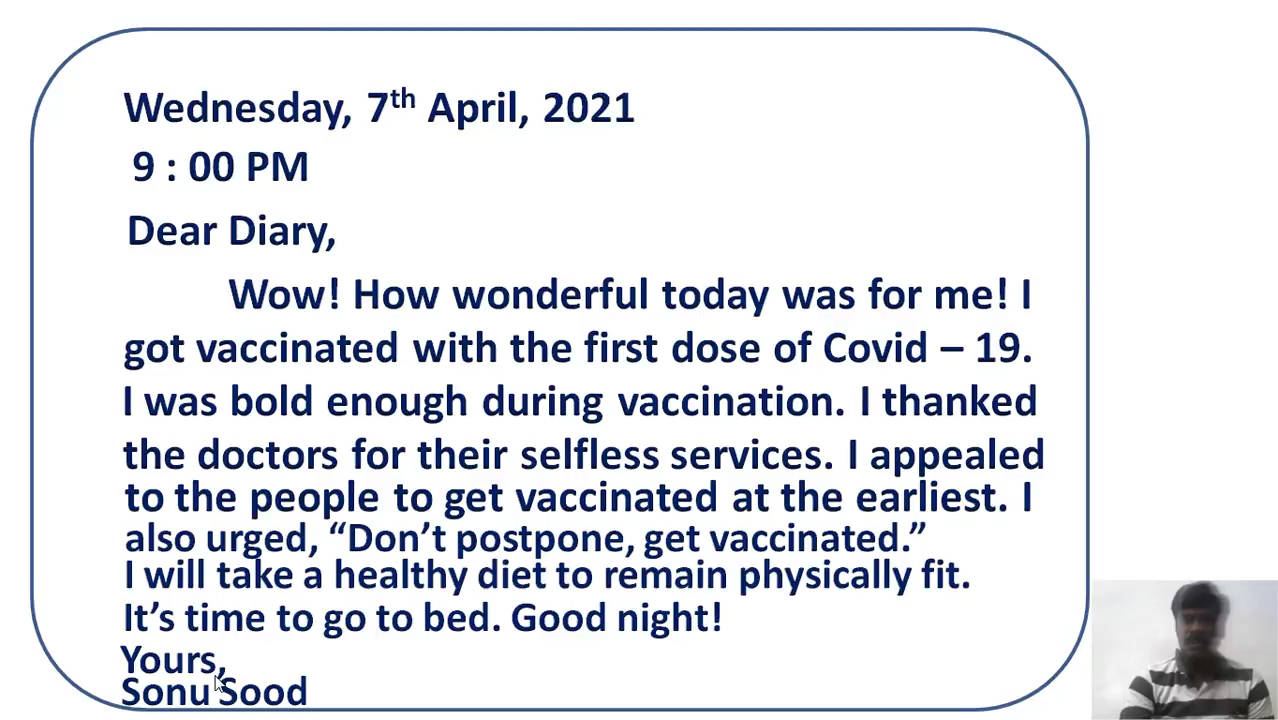 Wednesday, 7th April, 2021
9 : 00 PM
Dear Diary,
Wow! How wonderful today was for me! I
got vaccinated with the first dose of Covid – 19.
I was bold enough during vaccination. I thanked
the doctors for their selfless services. I appealed
to the people to get vaccinated at the earliest. I
also urged, “Don’t postpone, get vaccinated.”
I will take a healthy diet to remain physically fit.
It’s time to go to bed. Good night!
Yours,
Sonu Sood